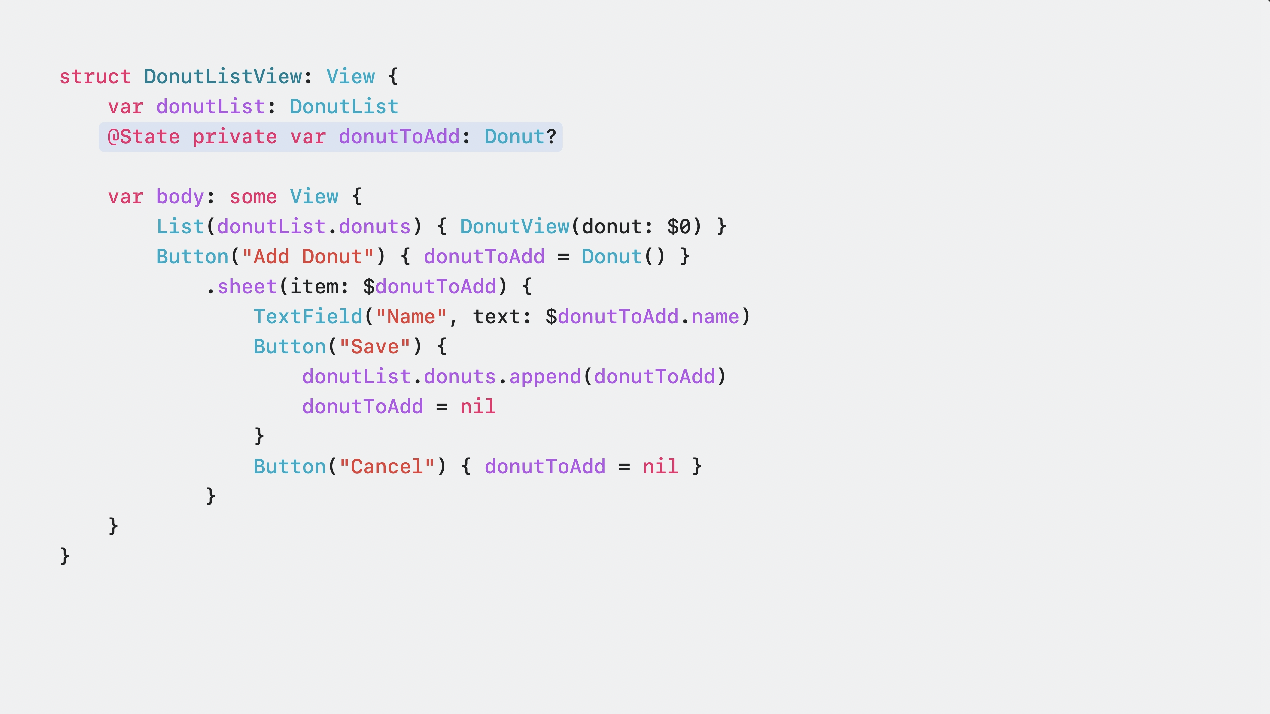 struct DonutListView: View {
    var donutList: DonutList
    @State private var donutToAdd: Donut?

    var body: some View {
        List(donutList.donuts) { DonutView(donut: $0) }
        Button("Add Donut") { donutToAdd = Donut() }
            .sheet(item: $donutToAdd) {
                TextField("Name", text: $donutToAdd.name)
                Button("Save") {
                    donutList.donuts.append(donutToAdd)
                    donutToAdd = nil
                }
                Button("Cancel") { donutToAdd = nil }
            }
    }
}